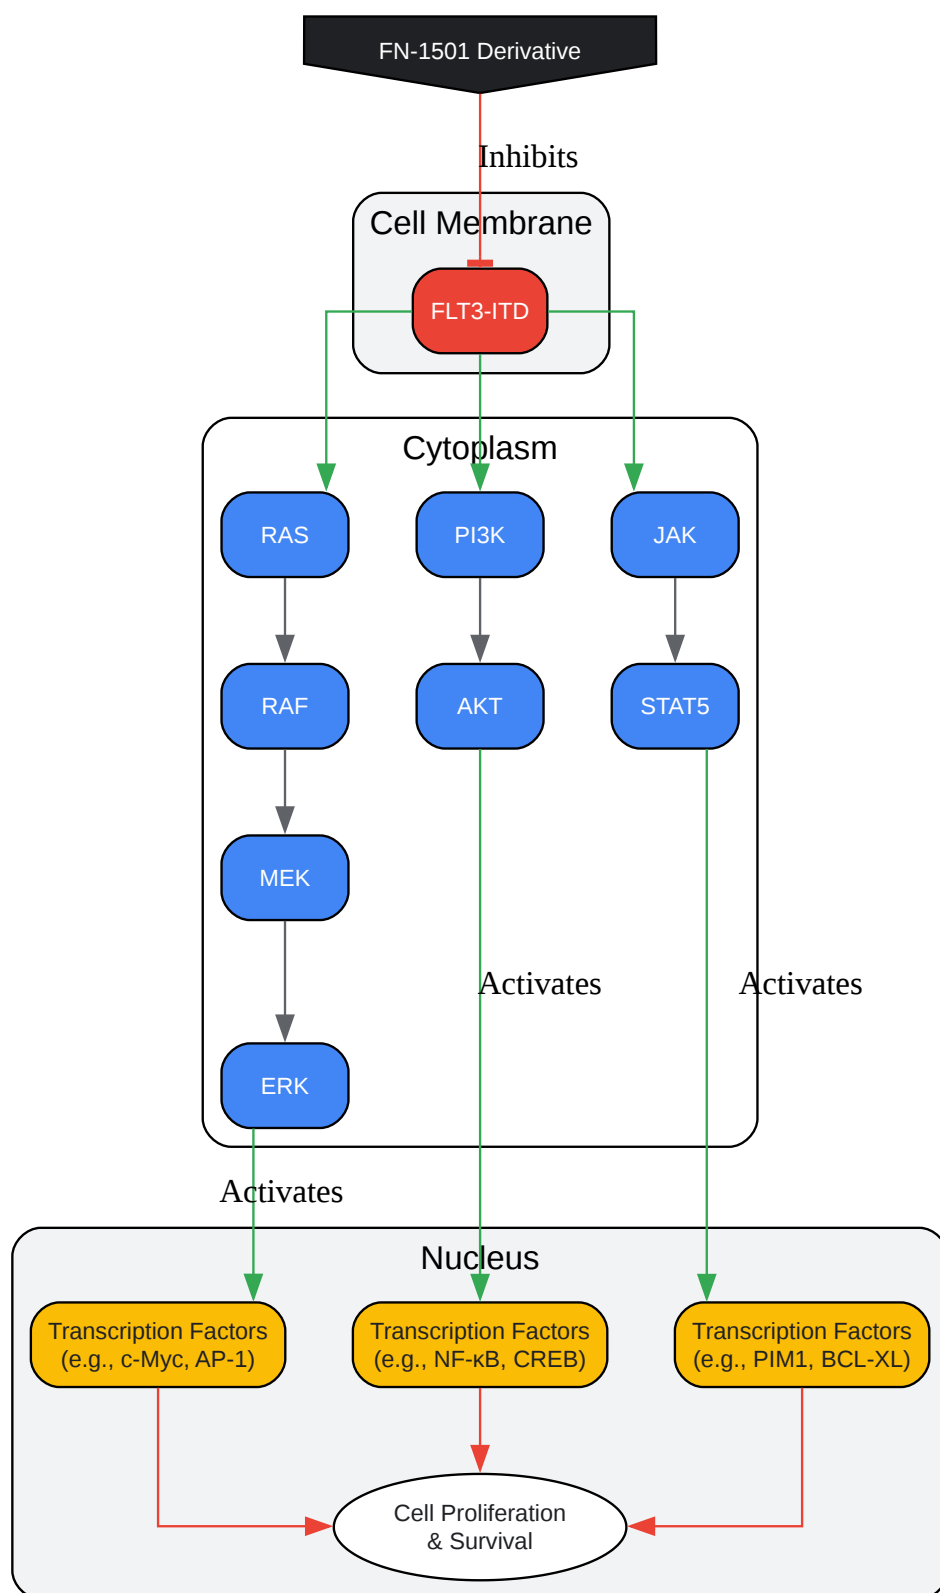 FN-1501 Derivative
Inhibits
Cell Membrane
FLT3-ITD
Cytoplasm
RAS
PI3K
JAK
RAF
AKT
STAT5
MEK
Activates
Activates
ERK
Activates
Nucleus
Transcription Factors
(e.g., c-Myc, AP-1)
Transcription Factors
(e.g., NF-κB, CREB)
Transcription Factors
(e.g., PIM1, BCL-XL)
Cell Proliferation
& Survival